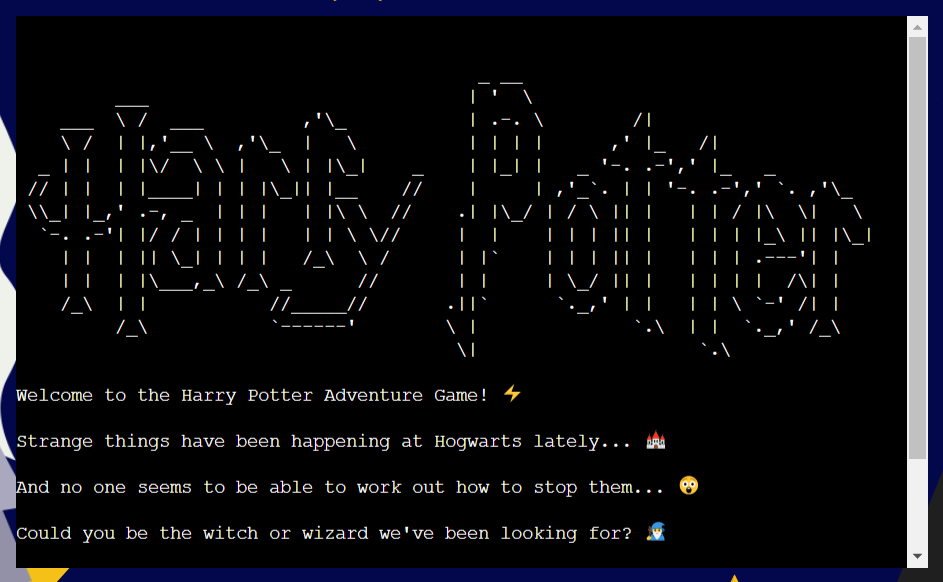 Harry Potter
Welcome to the Harry Potter Adventure Game! ⚡
Strange things have been happening at Hogwarts lately... 🏰
And no one seems to be able to work out how to stop them... 😲
Could you be the witch or wizard we've been looking for? 🧙